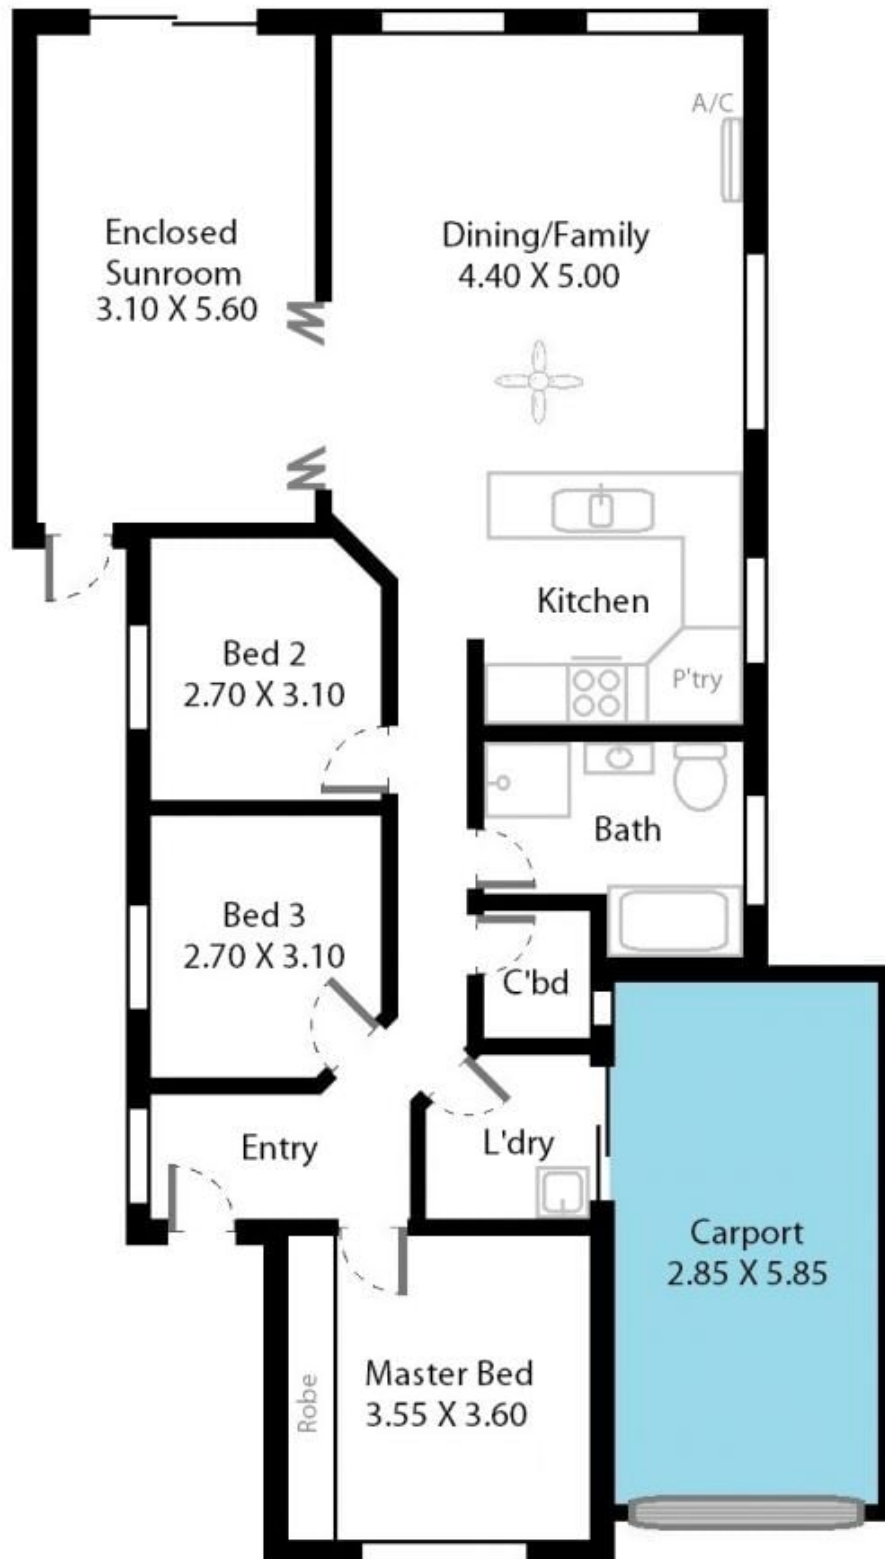 A/C
Enclosed
Sunroom
3.10 X 5.60
Dining/Family
4.40 X 5.00
Kitchen
P'try
Bed 2
2.70 X 3.10
Bath
Bed 3
2.70 X 3.10
C'bd
Entry
L'dry
Carport
2.85 X 5.85
Robe
Master Bed
3.55 X 3.60